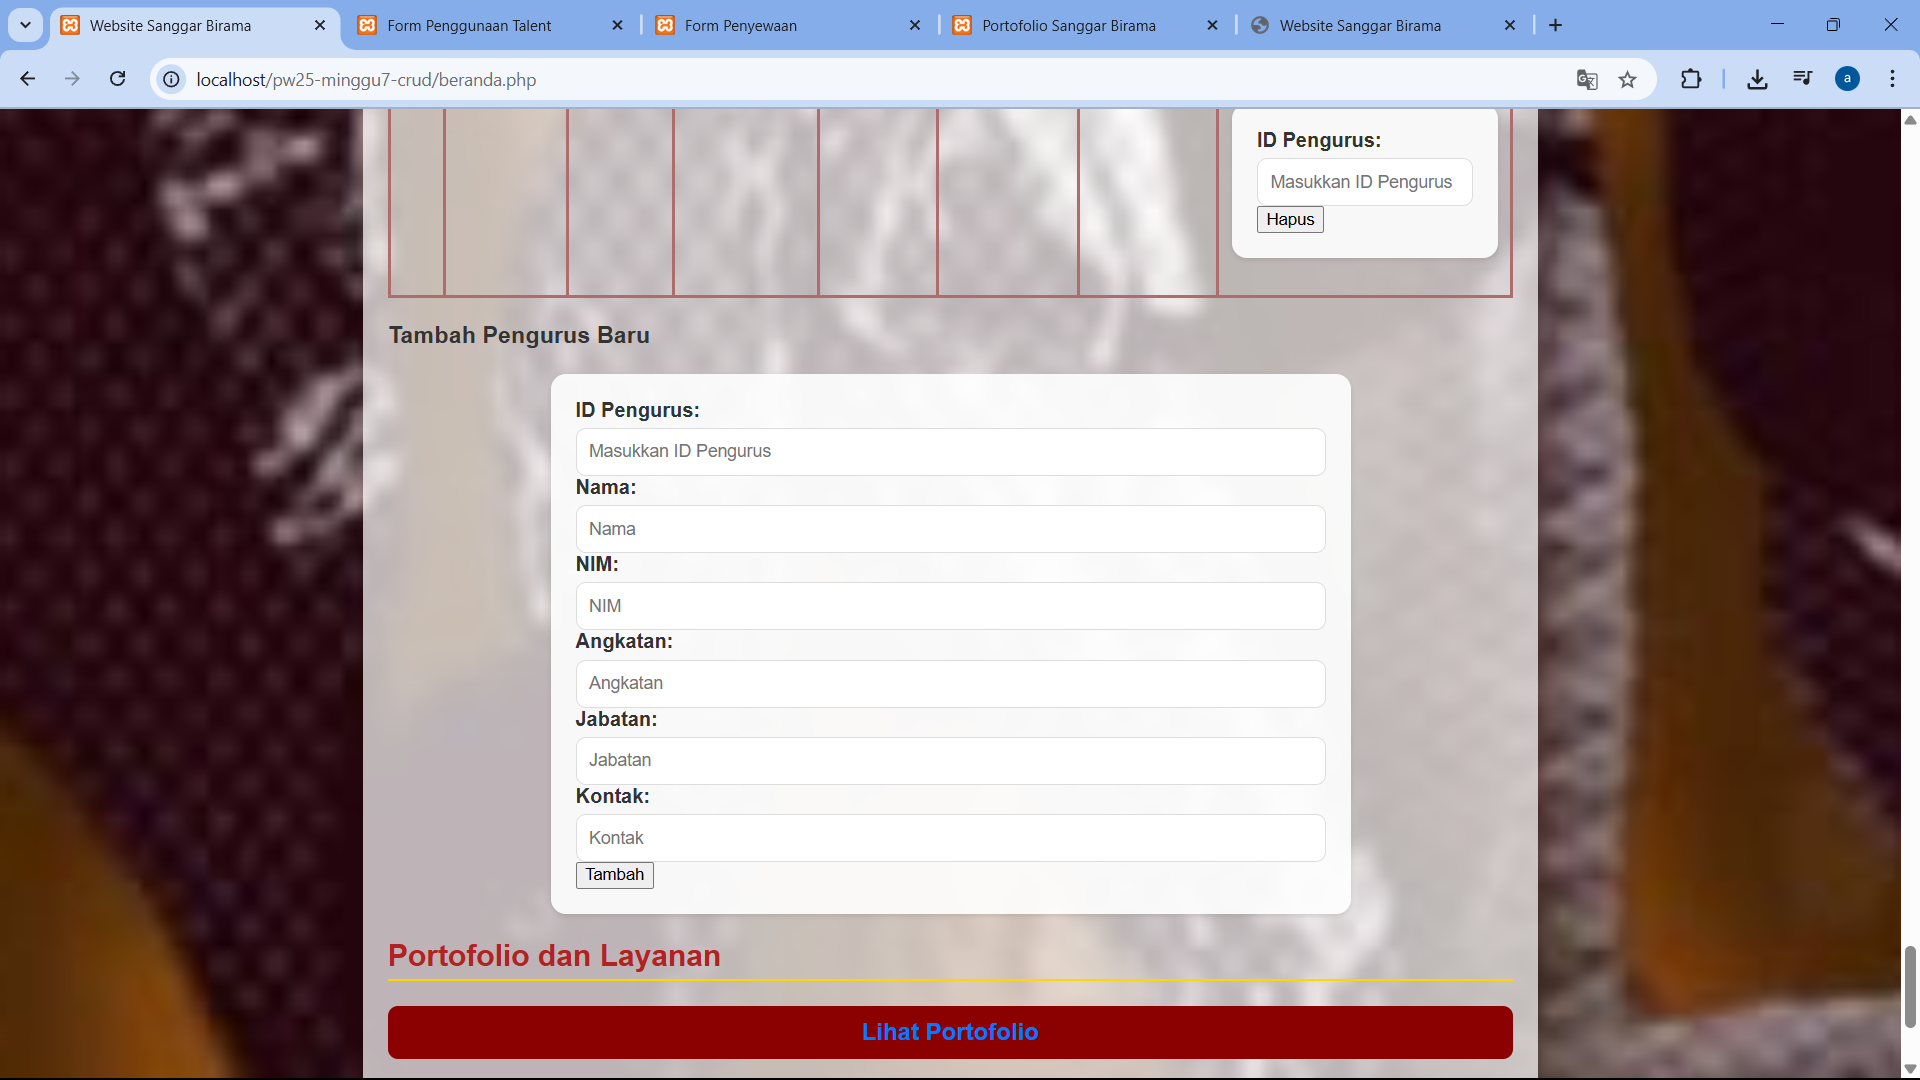 Website Sanggar Birama
Form Penggunaan Talent
Form Penyewaan
Portofolio Sanggar Birama
Website Sanggar Birama
localhost/pw25-minggu7-crud/beranda.php
a
ID Pengurus:
Masukkan ID Pengurus
Hapus
Tambah Pengurus Baru
ID Pengurus:
Masukkan ID Pengurus
Nama:
Nama
NIM:
NIM
Angkatan:
Angkatan
Jabatan:
Jabatan
Kontak:
Kontak
Tambah
Portofolio dan Layanan
Lihat Portofolio